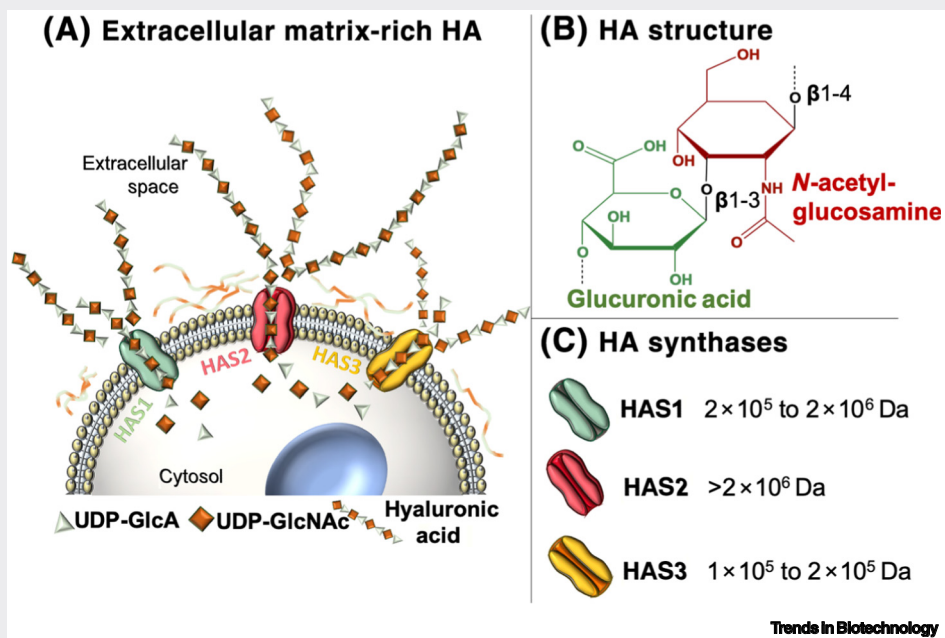 (A) Extracellular matrix-rich HA
Extracellular
space
HAS1
HAS2
HAS3
Cytosol
UDP-GlcA
UDP-GlcNAc
Hyaluronic
acid
(B) HA structure
OH
O
β1-4
O
OH
OH
O
β1-3
NH
N-acetyl-
glucosamine
O
OH
O
O
OH
Glucuronic acid
(C) HA synthases
HAS1 2 × 10⁵ to 2 × 10⁶ Da
HAS2 >2 × 10⁶ Da
HAS3 1 × 10⁵ to 2 × 10⁵ Da
Trends in Biotechnology